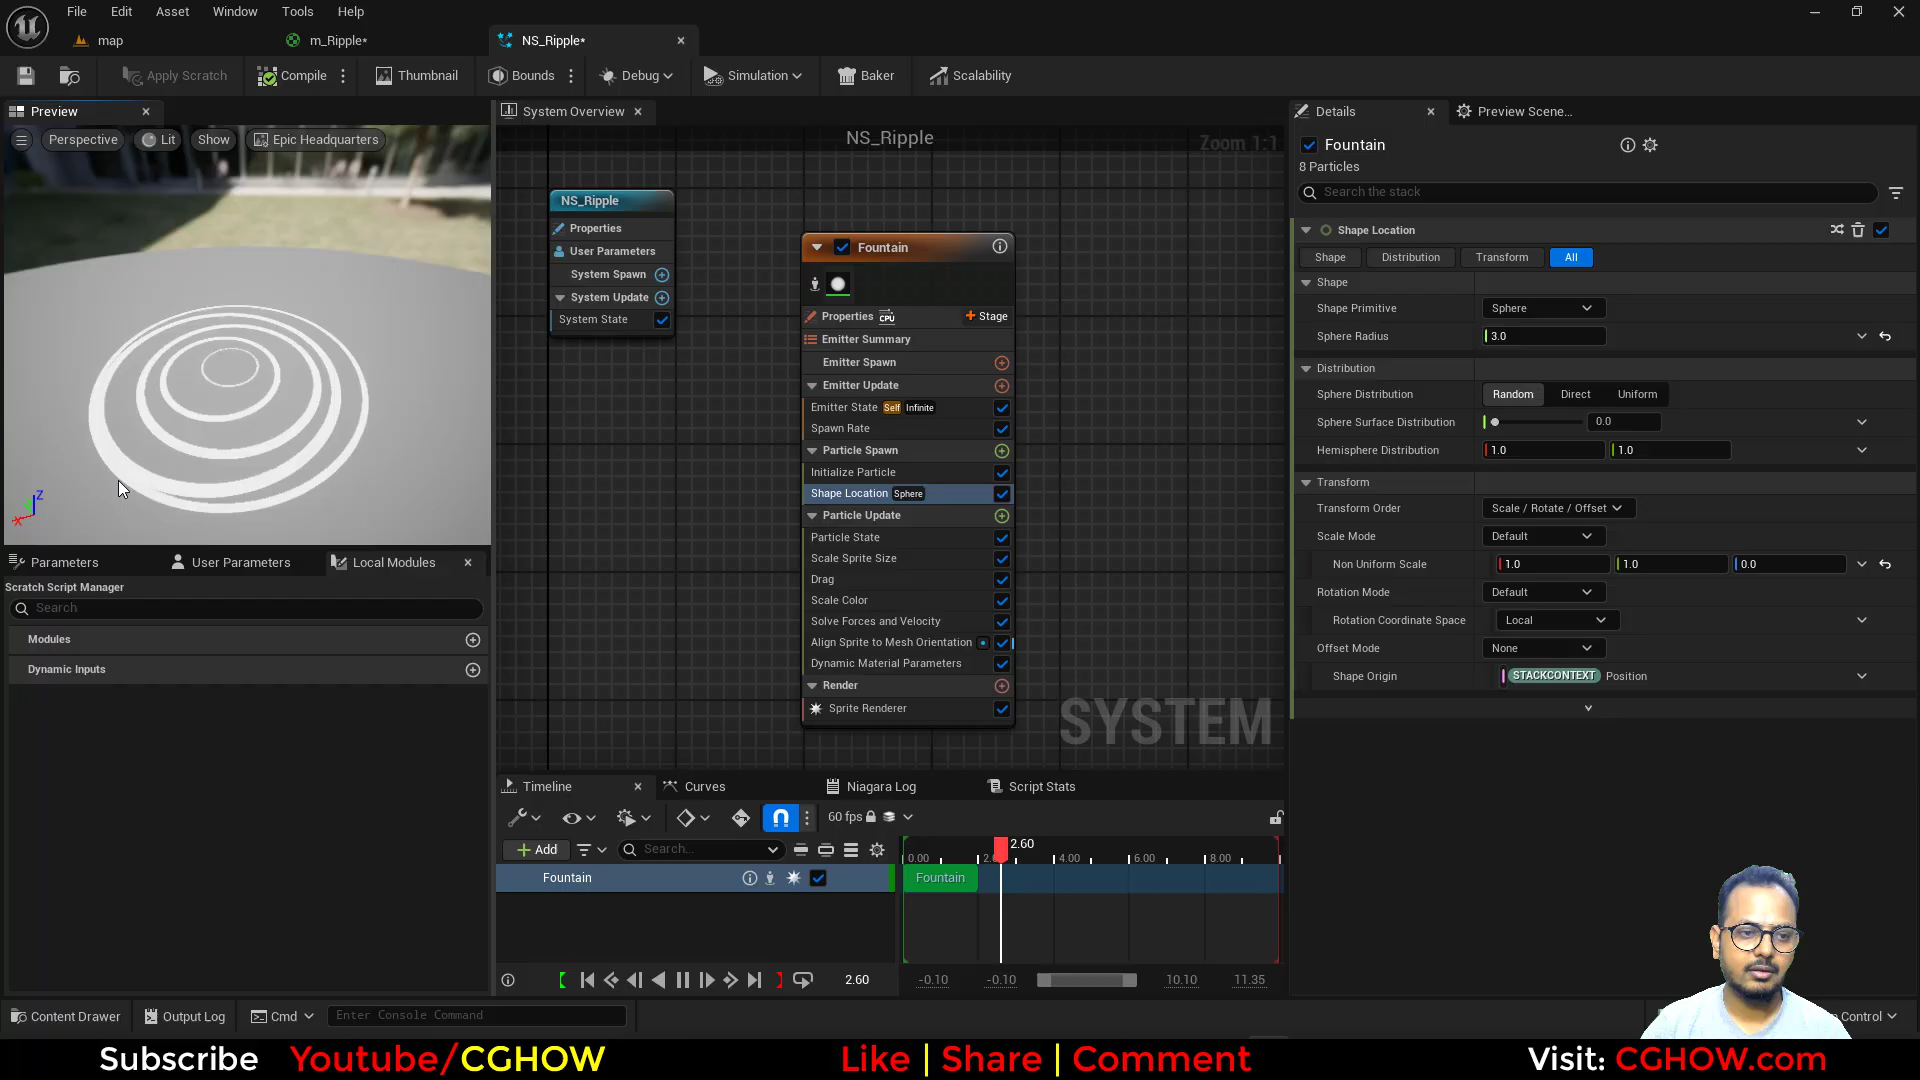 File Edit Asset Window Tools Help
map m_Ripple* NS_Ripple*
Apply Scratch Compile Thumbnail Bounds Debug Simulation Baker Scalability
Preview
Perspective Lit Show Epic Headquarters
Z
X
Parameters User Parameters Local Modules
Scratch Script Manager
Search
Modules
Dynamic Inputs
System Overview
NS_Ripple
Zoom 1:1
NS_Ripple
Properties
User Parameters
System Spawn
System Update
System State
Fountain
Properties CPU Stage
Emitter Summary
Emitter Spawn
Emitter Update
Emitter State Self Infinite
Spawn Rate
Particle Spawn
Initialize Particle
Shape Location Sphere
Particle Update
Particle State
Scale Sprite Size
Drag
Scale Color
Solve Forces and Velocity
Align Sprite to Mesh Orientation
Dynamic Material Parameters
Render
Sprite Renderer
SYSTEM
Timeline Curves Niagara Log Script Stats
60 fps
Add Search... 2.60
0.00 4.00 6.00 8.00
Fountain Fountain
2.60 -0.10 -0.10 10.10 11.35
Details Preview Scene...
Fountain
8 Particles
Search the stack
Shape Location
Shape Distribution Transform All
Shape
Shape Primitive Sphere
Sphere Radius 3.0
Distribution
Sphere Distribution Random Direct Uniform
Sphere Surface Distribution 0.0
Hemisphere Distribution 1.0 1.0
Transform
Transform Order Scale / Rotate / Offset
Scale Mode Default
Non Uniform Scale 1.0 1.0 0.0
Rotation Mode Default
Rotation Coordinate Space Local
Offset Mode None
Shape Origin STACKCONTEXT Position
Content Drawer Output Log Cmd Enter Console Command Control
Subscribe Youtube/CGHOW Like | Share | Comment Visit: CGHOW.com